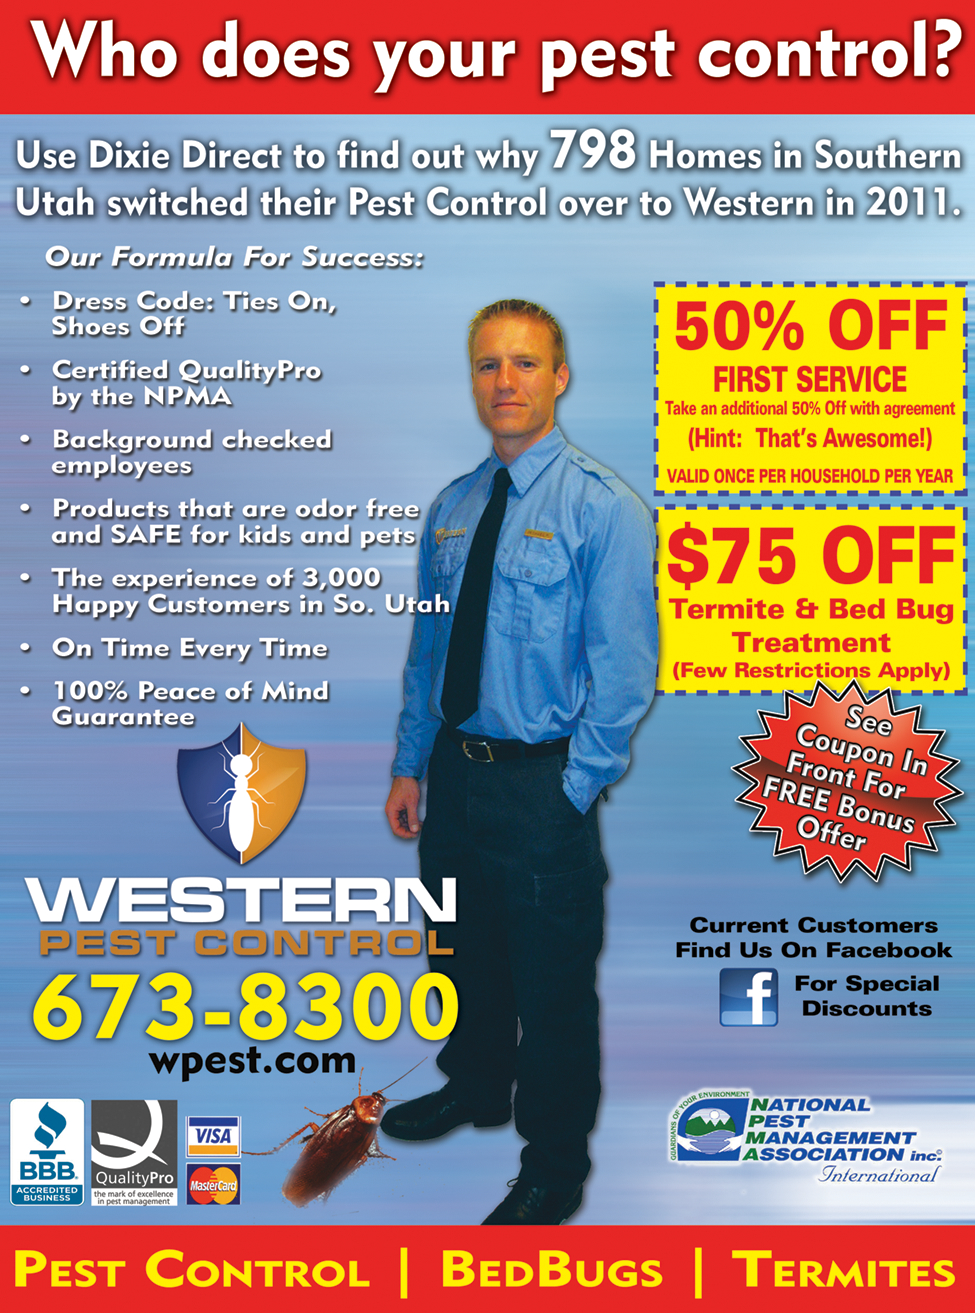 Who does your pest control?
Use Dixie Direct to find out why 798 Homes in Southern
Utah switched their Pest Control over to Western in 2011.
Our Formula For Success:
• Dress Code: Ties On,
Shoes Off
• Certified QualityPro
by the NPMA
• Background checked
employees
• Products that are odor free
and SAFE for kids and pets
• The experience of 3,000
Happy Customers in So. Utah
• On Time Every Time
• 100% Peace of Mind
Guarantee
50% OFF
FIRST SERVICE
Take an additional 50% Off with agreement
(Hint: That's Awesome!)
VALID ONCE PER HOUSEHOLD PER YEAR
$75 OFF
Termite & Bed Bug
Treatment
(Few Restrictions Apply)
See
Coupon In
Front For
FREE Bonus
Offer
WESTERN
PEST CONTROL
673-8300
wpest.com
Current Customers
Find Us On Facebook
f
For Special
Discounts
BBB
ACCREDITED
BUSINESS
QualityPro
the mark of excellence
in pest management
VISA
MasterCard
GUARDIANS OF YOUR ENVIRONMENT
NATIONAL
PEST
MANAGEMENT
ASSOCIATION inc.
International
PEST CONTROL | BEDBUGS | TERMITES